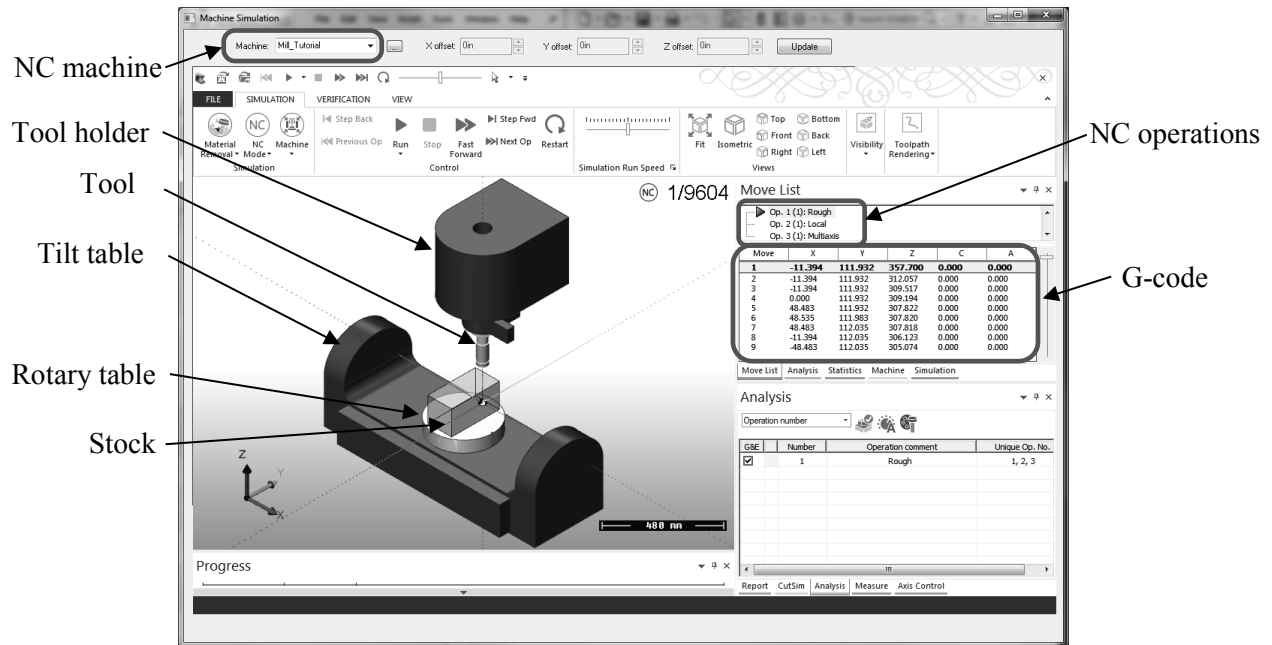 Machine Simulation
Machine: Mill_Tutorial ... X offset: 0in Y offset: 0in Z offset: 0in Update
NC machine
FILE SIMULATION VERIFICATION VIEW
Step Back Step Fwd Top Bottom
Previous Op Next Op Front Back
Right Left
Material Removal NC Mode Machine Run Stop Fast Forward Restart Fit Isometric Visibility Toolpath Rendering
Simulation Control Simulation Run Speed Views
Tool holder
Tool
Tilt table
Rotary table
Stock
NC operations
G-code
NC 1/9604
Z
Y
X
480 mm
Move List
Op. 1 (1): Rough
Op. 2 (1): Local
Op. 3 (1): Multiaxis
Move X Y Z C A
1 -11.394 111.932 357.700 0.000 0.000
2 -11.394 111.932 312.057 0.000 0.000
3 -11.394 111.932 309.517 0.000 0.000
4 0.000 111.932 309.194 0.000 0.000
5 48.483 111.932 307.822 0.000 0.000
6 48.535 111.983 307.820 0.000 0.000
7 48.483 112.035 307.818 0.000 0.000
8 -11.394 112.035 306.123 0.000 0.000
9 -48.483 112.035 305.074 0.000 0.000
Move List Analysis Statistics Machine Simulation
Analysis
Operation number
G&E Number Operation comment Unique Op. No.
1 Rough 1, 2, 3
Report CutSim Analysis Measure Axis Control
Progress